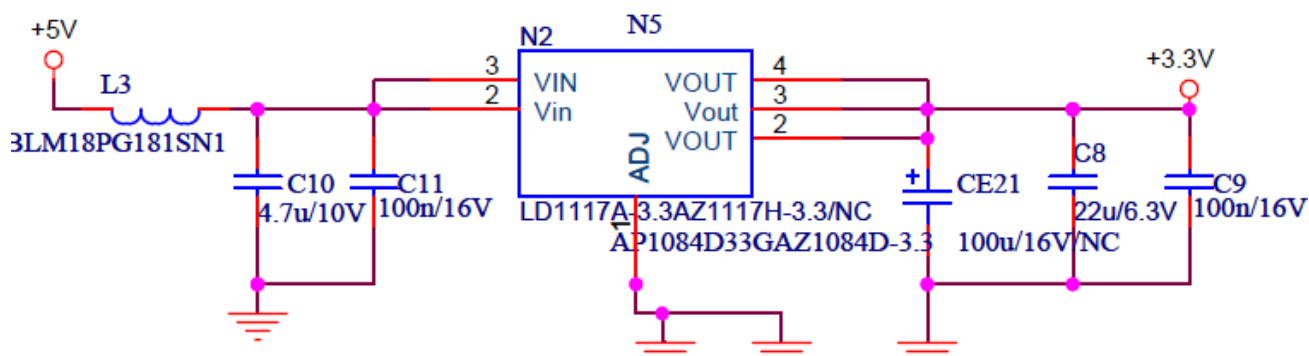 +5V
L3
BLM18PG181SN1
C10
4.7u/10V
C11
100n/16V
N2
N5
3
VIN
2
Vin
VOUT
4
Vout
3
VOUT
2
ADJ
1
LD1117A-3.3AZ1117H-3.3/NC
AP1084D33GAZ1084D-3.3
+
CE21
100u/16V/NC
C8
22u/6.3V
+3.3V
C9
100n/16V